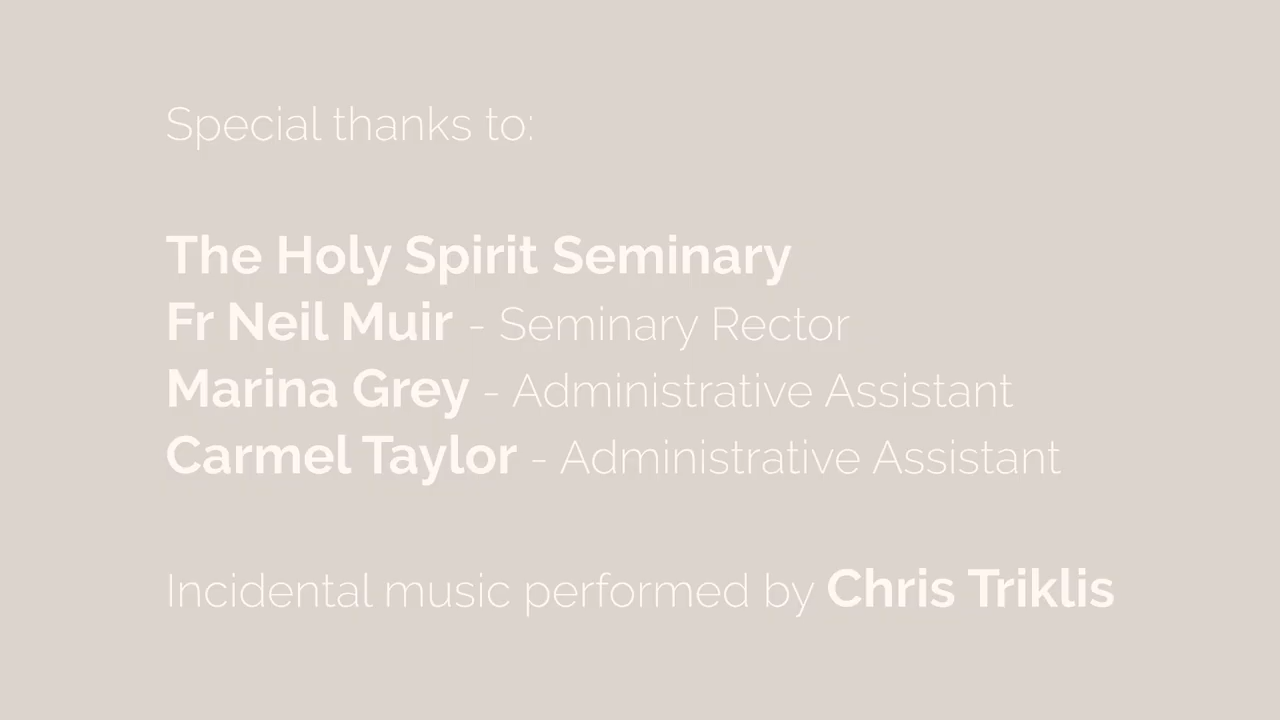 Special thanks to:
The Holy Spirit Seminary
Fr Neil Muir - Seminary Rector
Marina Grey - Administrative Assistant
Carmel Taylor - Administrative Assistant
Incidental music performed by Chris Triklis